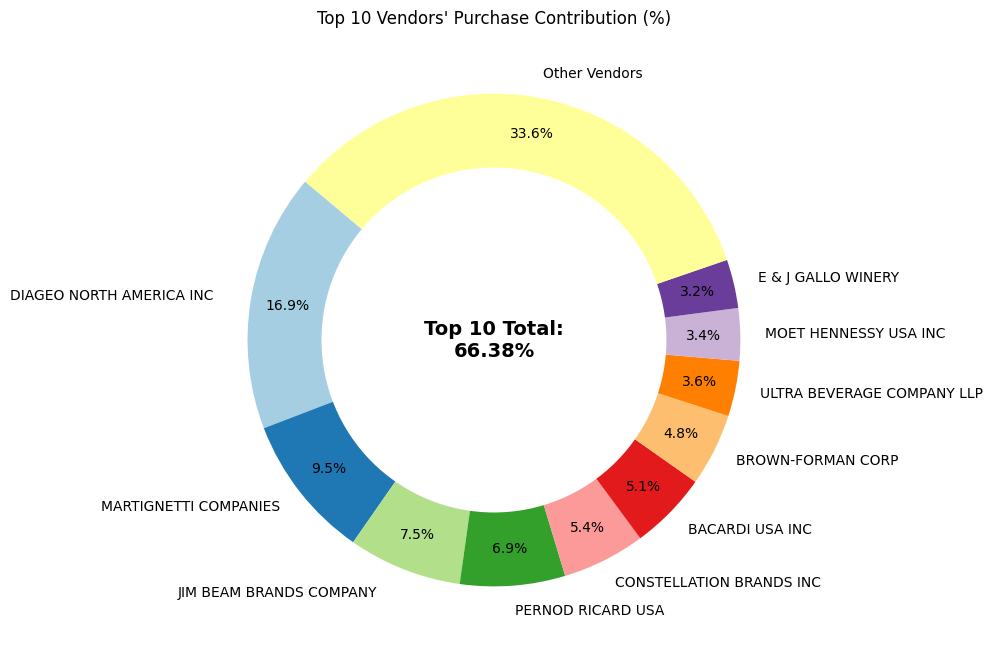 Top 10 Vendors' Purchase Contribution (%)
Other Vendors
33.6%
E & J GALLO WINERY
3.2%
DIAGEO NORTH AMERICA INC
16.9%
MOET HENNESSY USA INC
3.4%
Top 10 Total:
66.38%
ULTRA BEVERAGE COMPANY LLP
3.6%
BROWN-FORMAN CORP
4.8%
MARTIGNETTI COMPANIES
9.5%
BACARDI USA INC
5.1%
JIM BEAM BRANDS COMPANY
7.5%
PERNOD RICARD USA
6.9%
CONSTELLATION BRANDS INC
5.4%